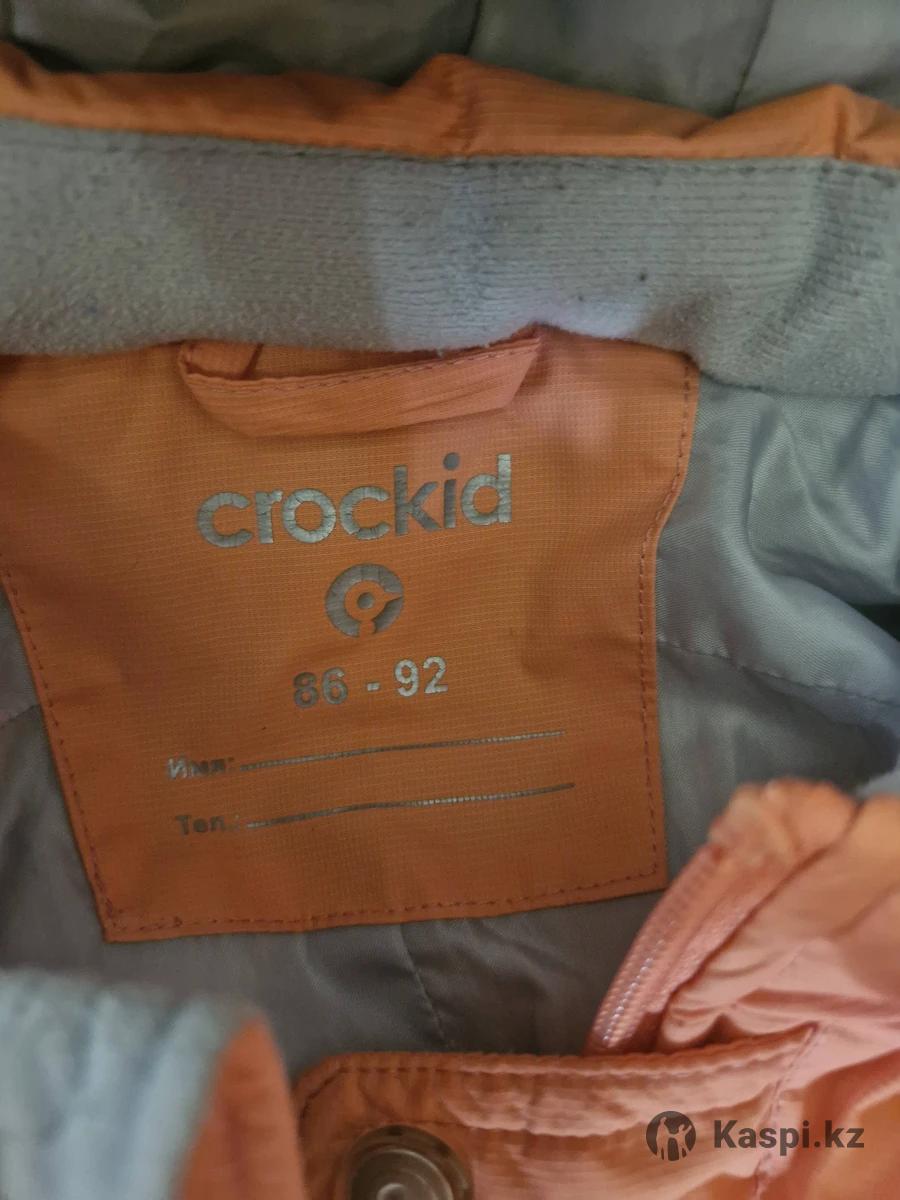 crockid
86 - 92
Имя:
Тел.:
Kaspi.kz